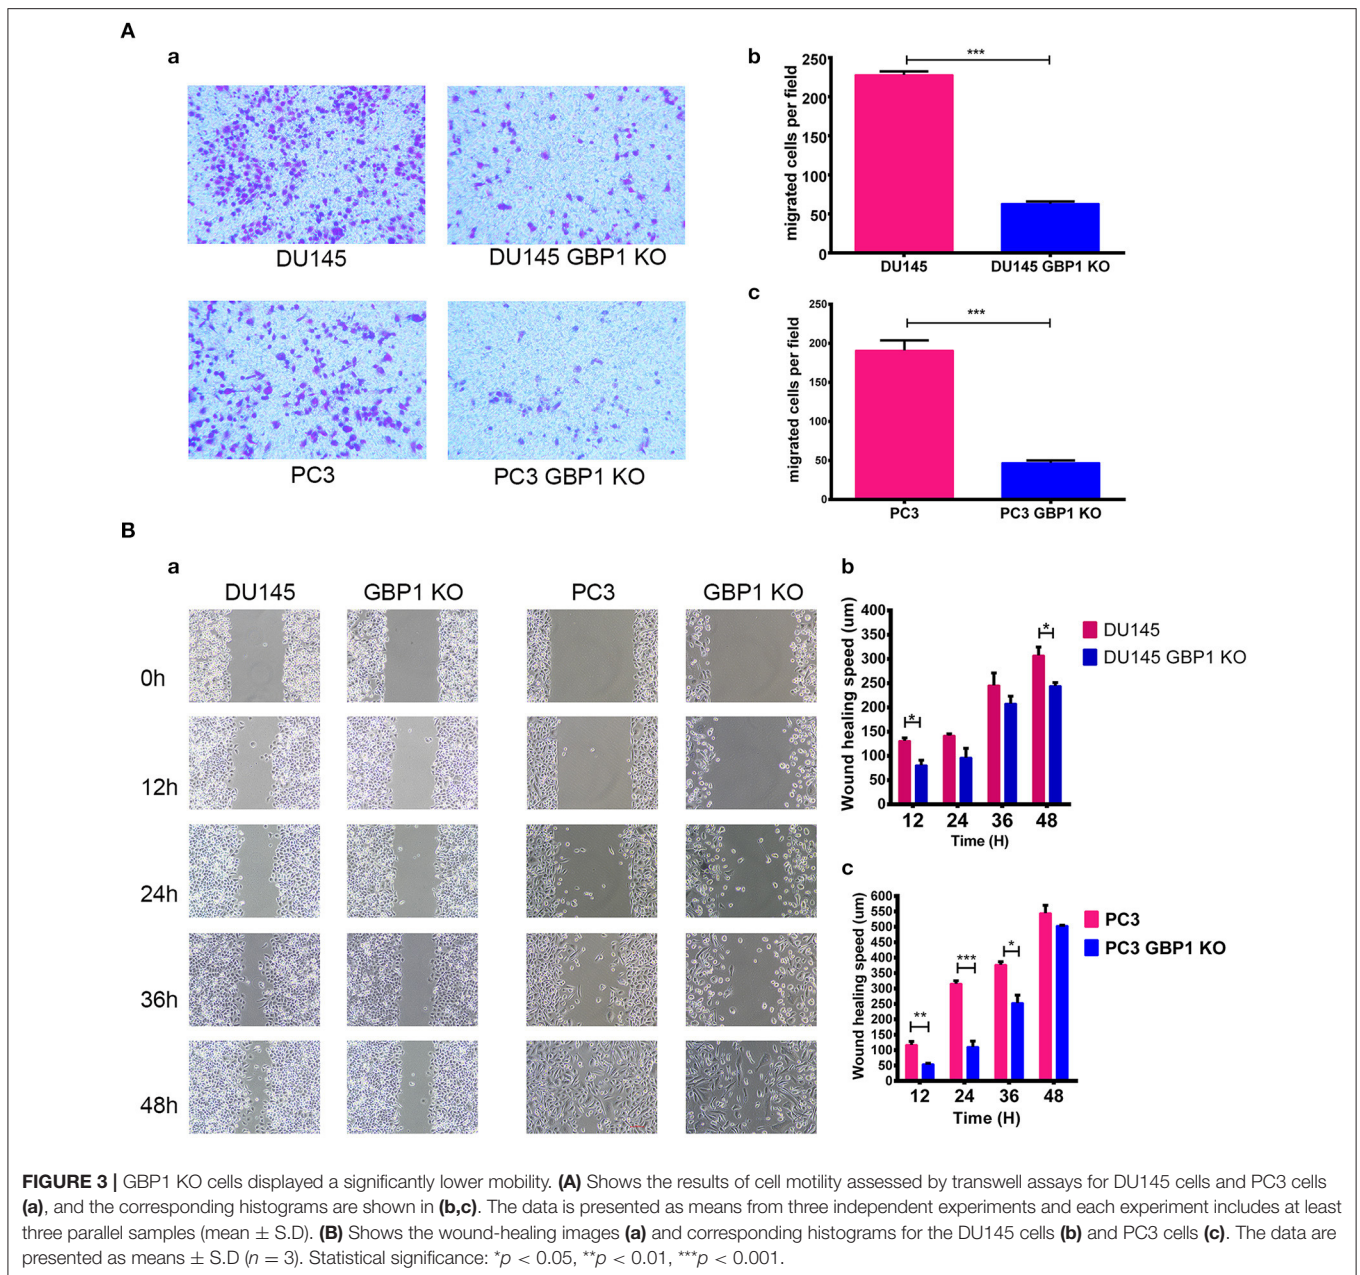 A
a
DU145
DU145 GBP1 KO
PC3
PC3 GBP1 KO
b
***
migrated cells per field
250
200
150
100
50
0
DU145
DU145 GBP1 KO
c
***
migrated cells per field
250
200
150
100
50
0
PC3
PC3 GBP1 KO
B
a
DU145
GBP1 KO
PC3
GBP1 KO
0h
12h
24h
36h
48h
b
Wound healing speed (um)
400
350
300
250
200
150
100
50
0
*
*
12
24
36
48
Time (H)
DU145
DU145 GBP1 KO
c
Wound healing speed (um)
600
550
500
450
400
350
300
250
200
150
100
50
0
**
***
*
12
24
36
48
Time (H)
PC3
PC3 GBP1 KO
FIGURE 3 | GBP1 KO cells displayed a significantly lower mobility. (A) Shows the results of cell motility assessed by transwell assays for DU145 cells and PC3 cells
(a), and the corresponding histograms are shown in (b,c). The data is presented as means from three independent experiments and each experiment includes at least
three parallel samples (mean ± S.D). (B) Shows the wound-healing images (a) and corresponding histograms for the DU145 cells (b) and PC3 cells (c). The data are
presented as means ± S.D (n = 3). Statistical significance: *p < 0.05, **p < 0.01, ***p < 0.001.